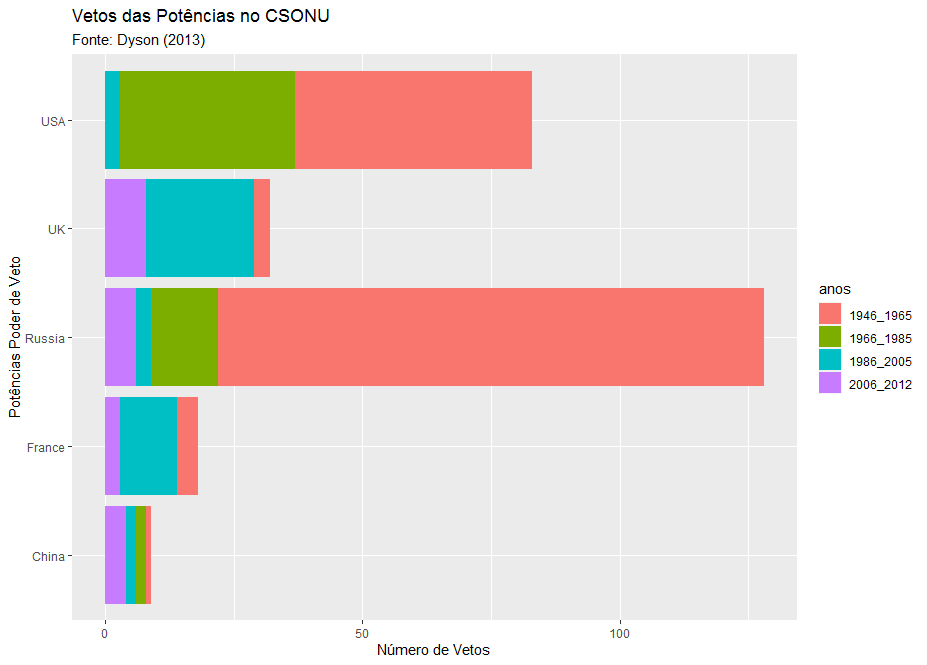 Vetos das Potências no CSONU
Fonte: Dyson (2013)
Potências Poder de Veto
USA
UK
Russia
France
China
0
50
100
Número de Vetos
anos
1946_1965
1966_1985
1986_2005
2006_2012